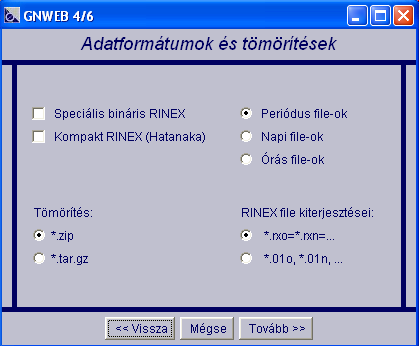 GNWEB 4/6
Adatformátumok és tömörítések
Speciális bináris RINEX
Periódus file-ok
Kompakt RINEX (Hatanaka)
Napi file-ok
Órás file-ok
Tömörítés:
RINEX file kiterjesztései:
*.zip
*.rxo=*.rxn=...
*.tar.gz
*.01o, *.01n, ...
<< Vissza
Mégse
Tovább >>